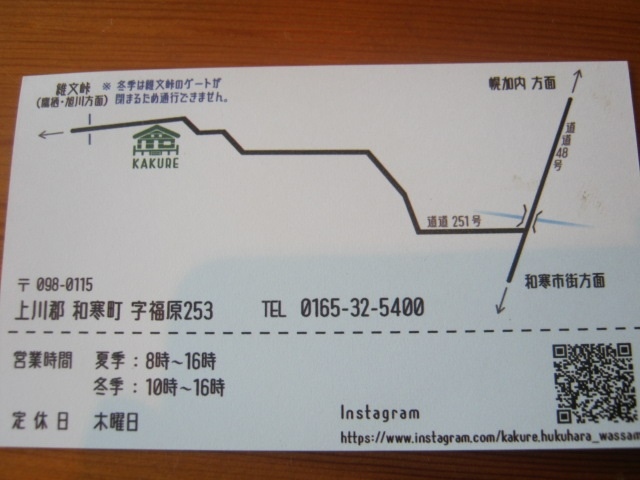 維文峠 ※ 冬季は維文峠のゲートが
(鷹栖・旭川方面) 閉まるため通行できません。
幌加内 方面
KAKURE
道道48号
道道 251号
和寒市街方面
〒 098-0115
上川郡 和寒町 字福原253 TEL 0165-32-5400
営業時間 夏季：8時～16時
冬季：10時～16時
定休日 木曜日
Instagram
https://www.instagram.com/kakure.hukuhara_wassam